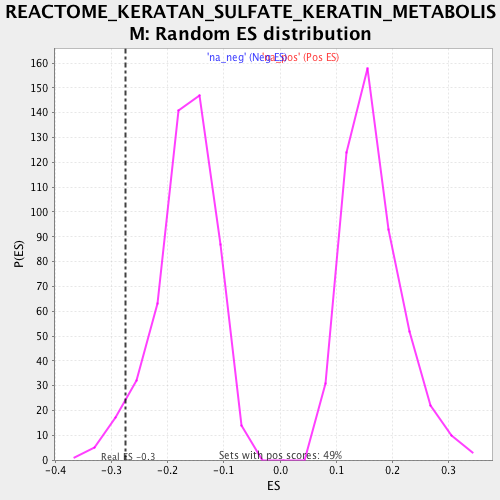 REACTOME_KERATAN_SULFATE_KERATIN_METABOLIS
M: Random ES distribution
'na_neg' (Neg ES)
'na_pos' (Pos ES)
160
150
140
130
120
110
100
90
80
70
60
50
40
30
20
10
0
P(ES)
Real ES -0.3
Sets with pos scores: 49%
-0.4 -0.3 -0.2 -0.1 0.0 0.1 0.2 0.3
ES